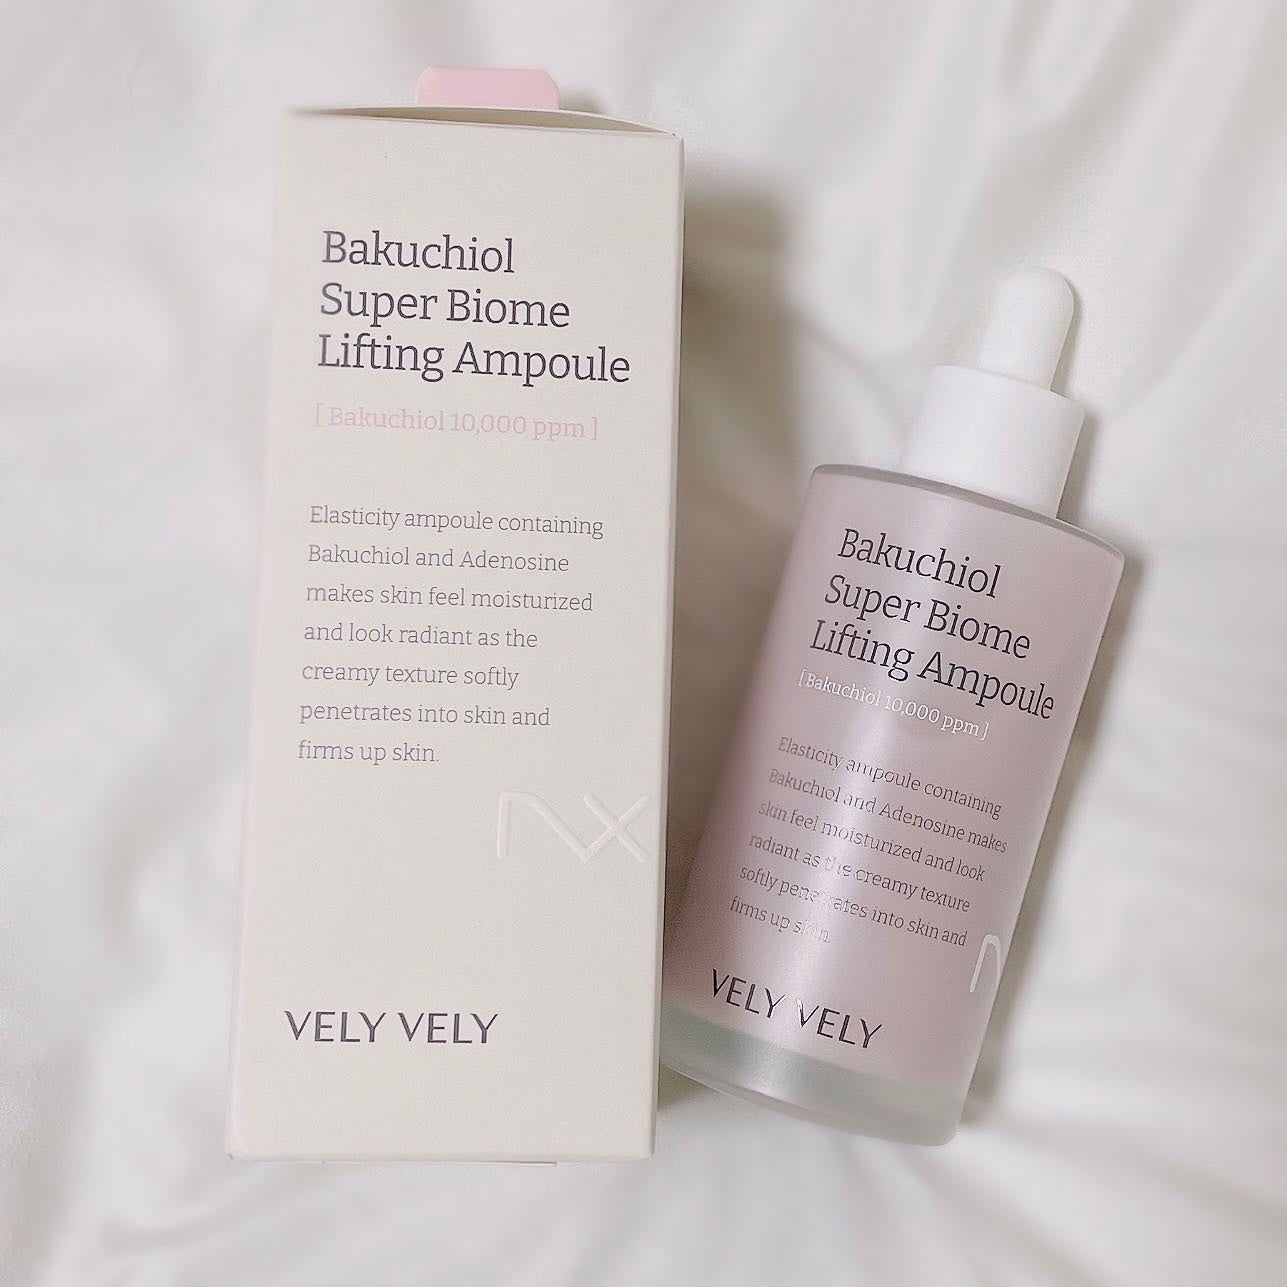 Bakuchiol
Super Biome
Lifting Ampoule
[ Bakuchiol 10,000 ppm ]
Elasticity ampoule containing
Bakuchiol and Adenosine
makes skin feel moisturized
and look radiant as the
creamy texture softly
penetrates into skin and
firms up skin.
VELY VELY
Bakuchiol
Super Biome
Lifting Ampoule
[ Bakuchiol 10,000 ppm ]
Elasticity ampoule containing
Bakuchiol and Adenosine makes
skin feel moisturized and look
radiant as the creamy texture
softly penetrates into skin and
firms up skin.
VELY VELY